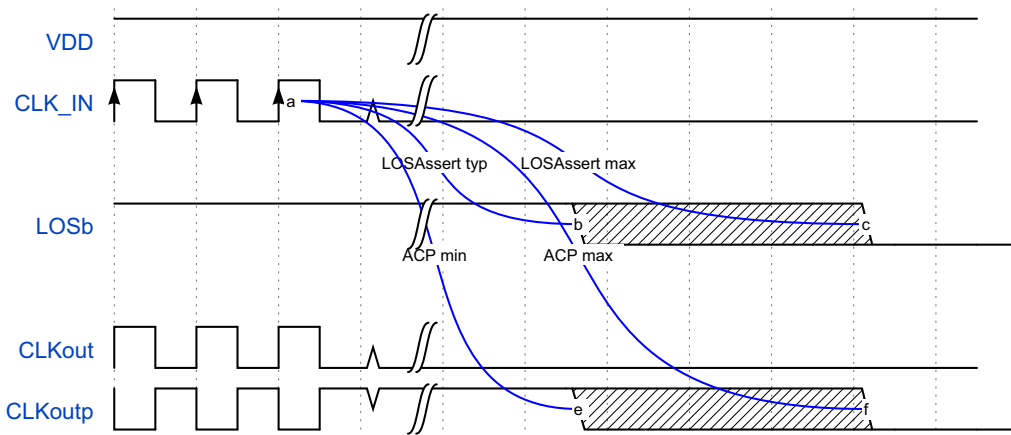 VDD
CLK_IN
a
LOSAssert typ
LOSAssert max
LOSb
b
c
ACP min
ACP max
CLKout
CLKoutp
e
f